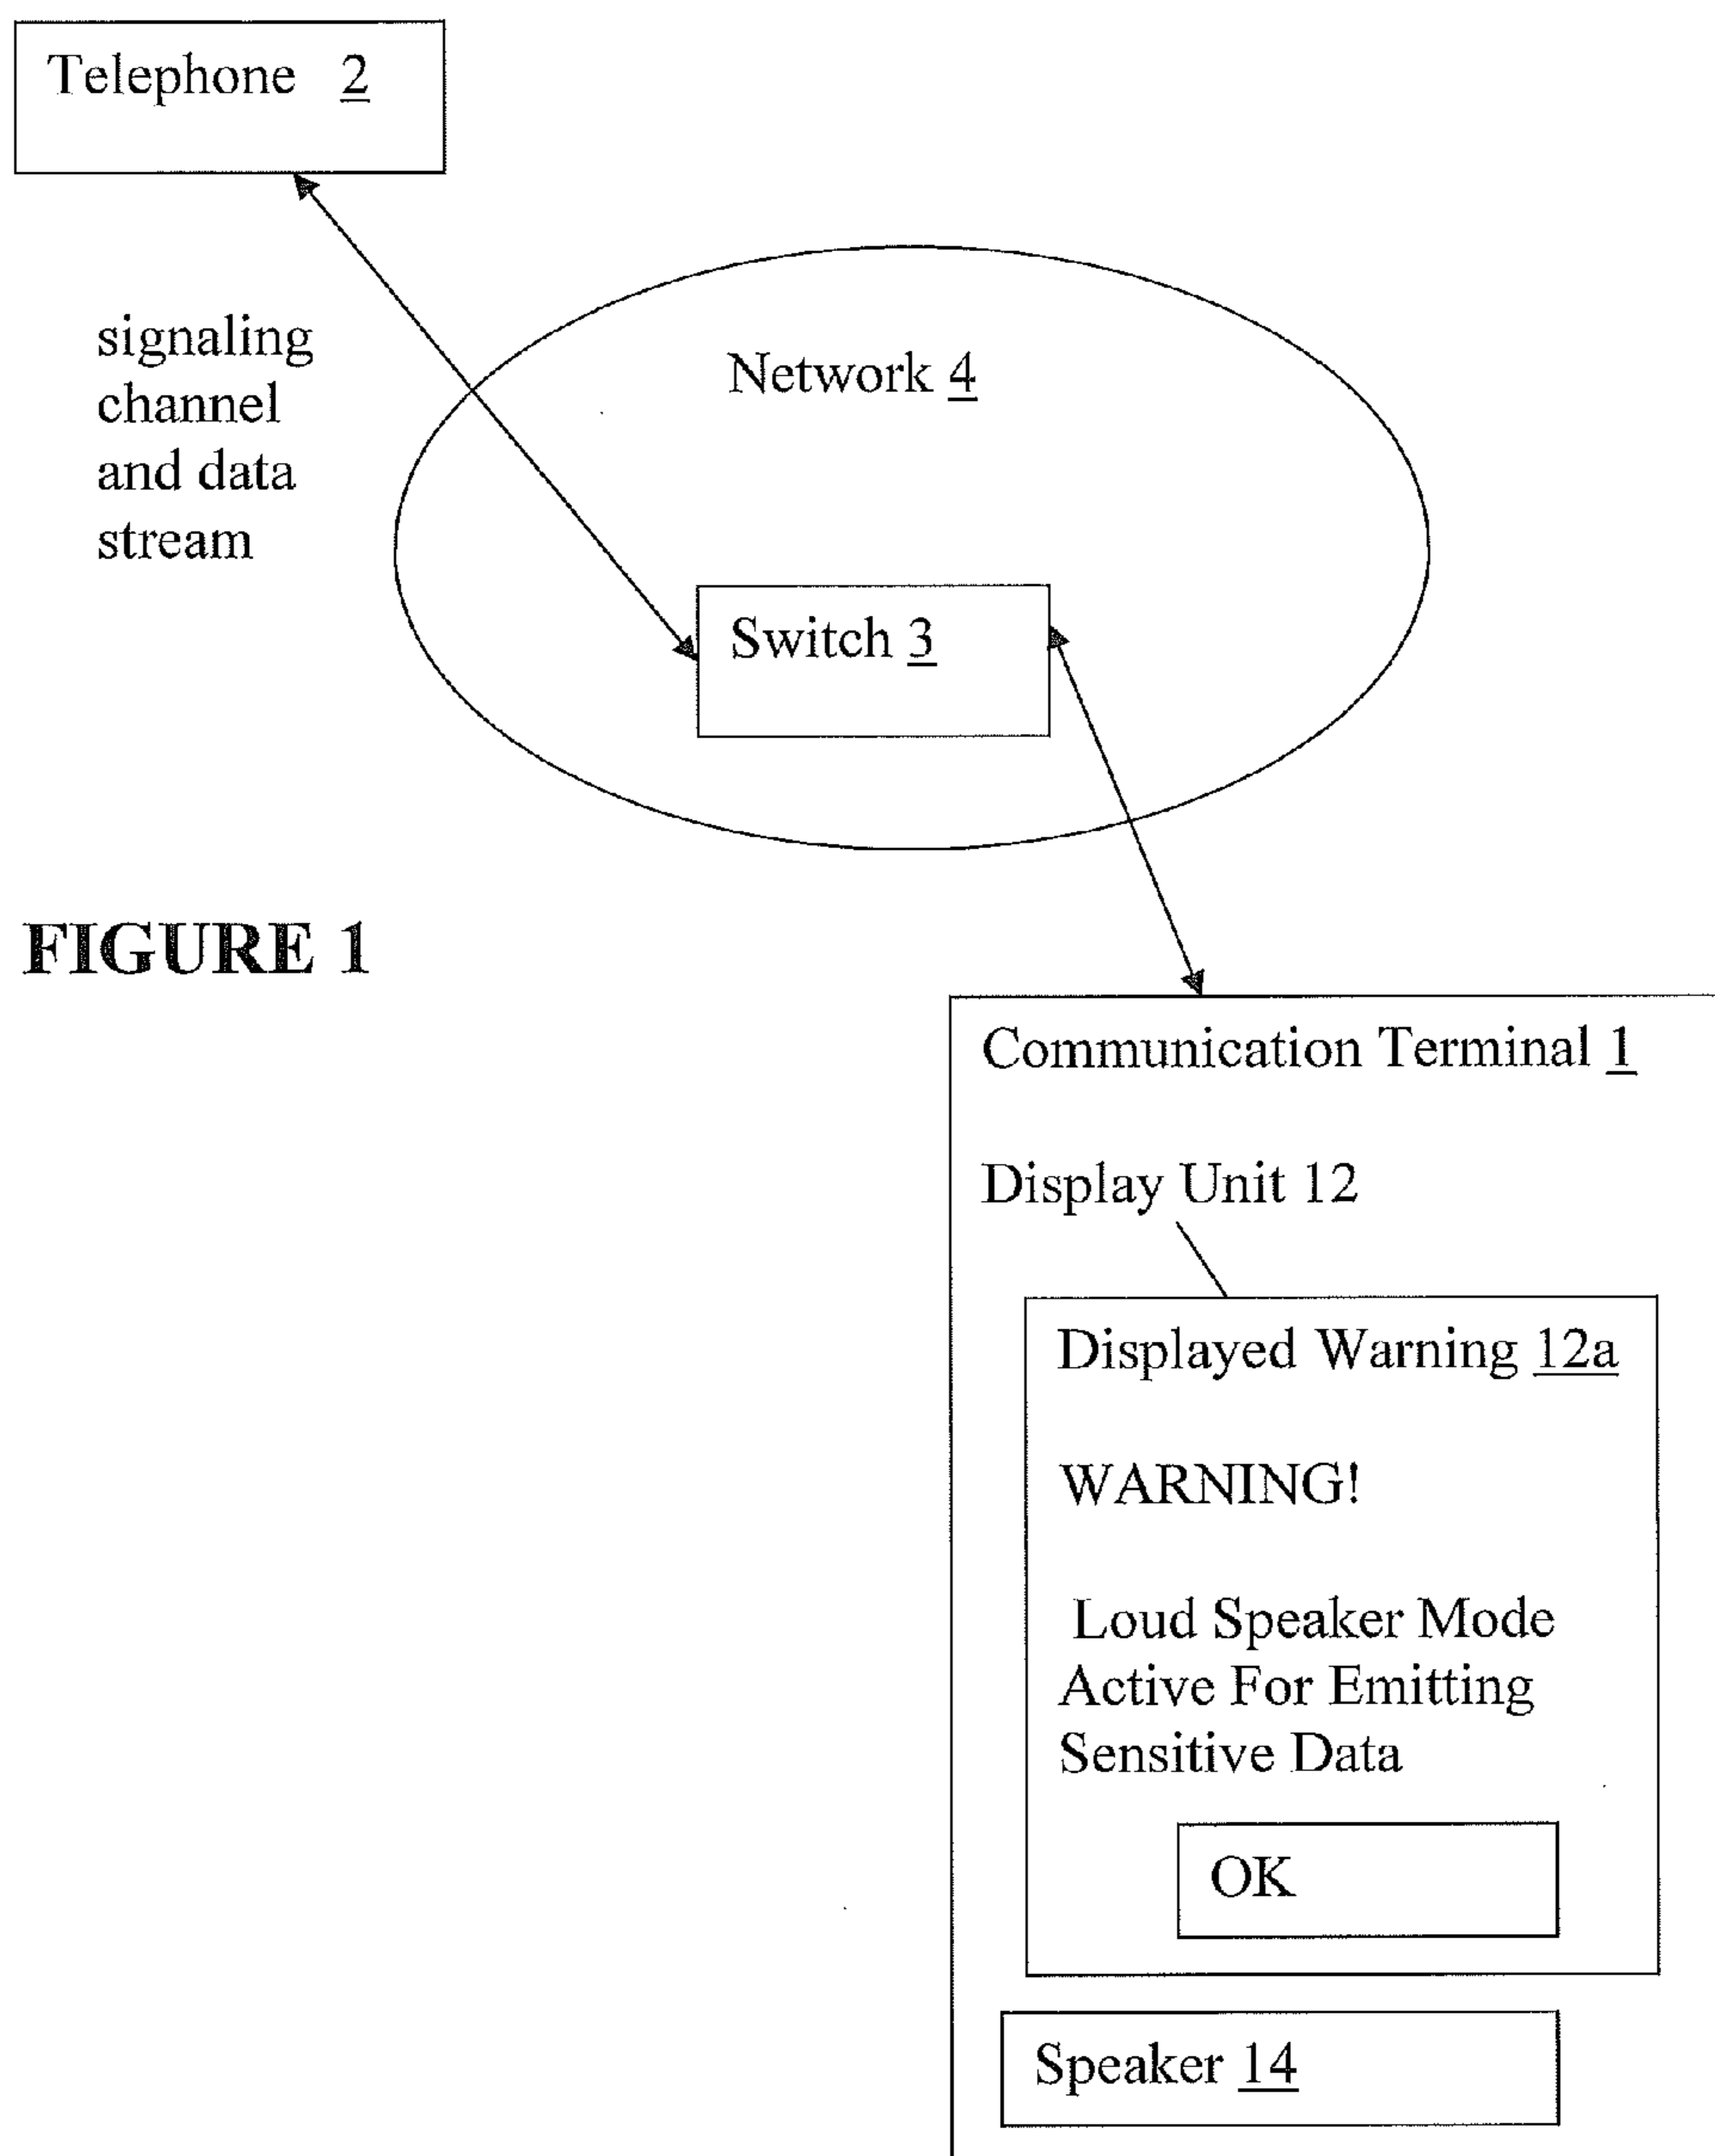 Telephone 2
signaling
channel
and data
stream
Network 4
Switch 3
FIGURE 1
Communication Terminal 1
Display Unit 12
Displayed Warning 12a
WARNING!
Loud Speaker Mode
Active For Emitting
Sensitive Data
OK
Speaker 14